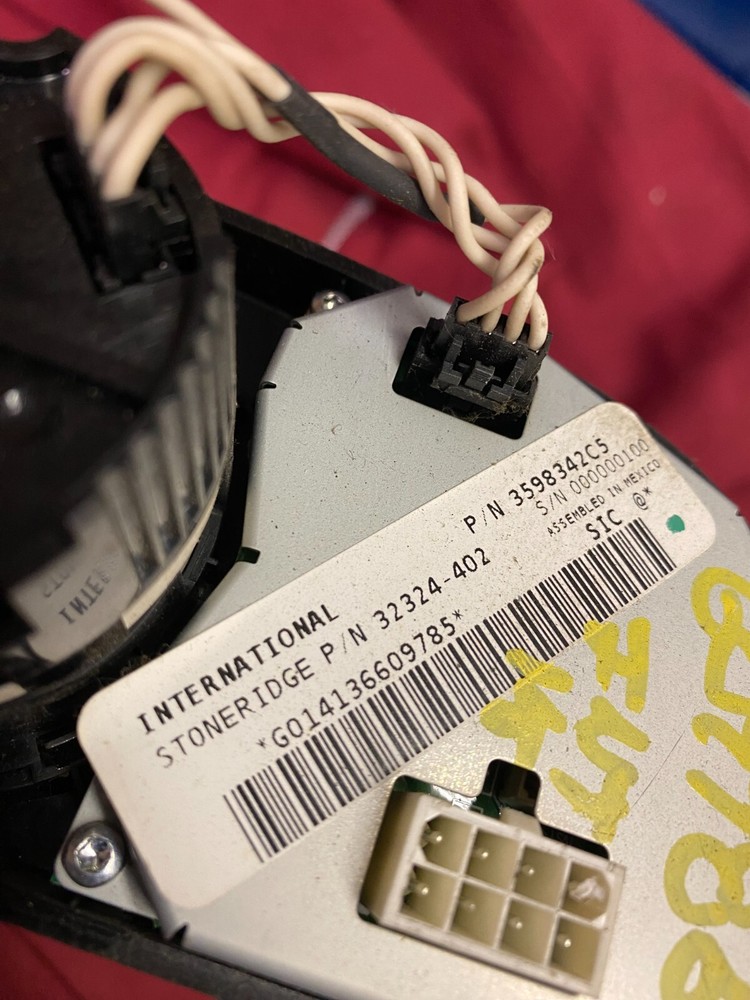 P/N 3598342C5
S/N 000000100
ASSEMBLED IN MEXICO
SIC @*
INTERNATIONAL
STONERIDGE P/N 32324-402
*G014136609785*